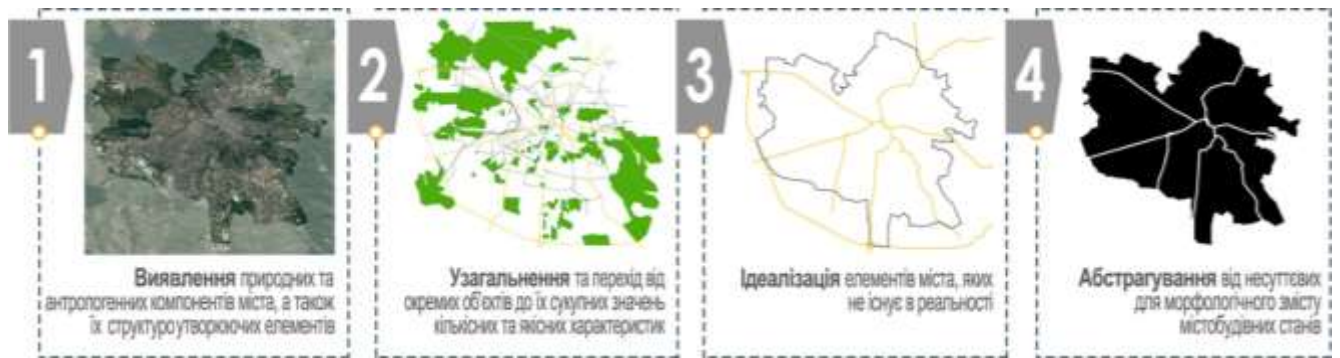 1
Виявлення природних та
антропогенних компонентів міста, а також
їх структуроутворюючих елементів
2
Узагальнення та перехід від
окремих об'єктів до їх сукупних значень
кількісних та якісних характеристик
3
Ідеалізація елементів міста, яких
не існує в реальності
4
Абстрагування від несуттєвих
для морфологічного змісту
містобудівних станів